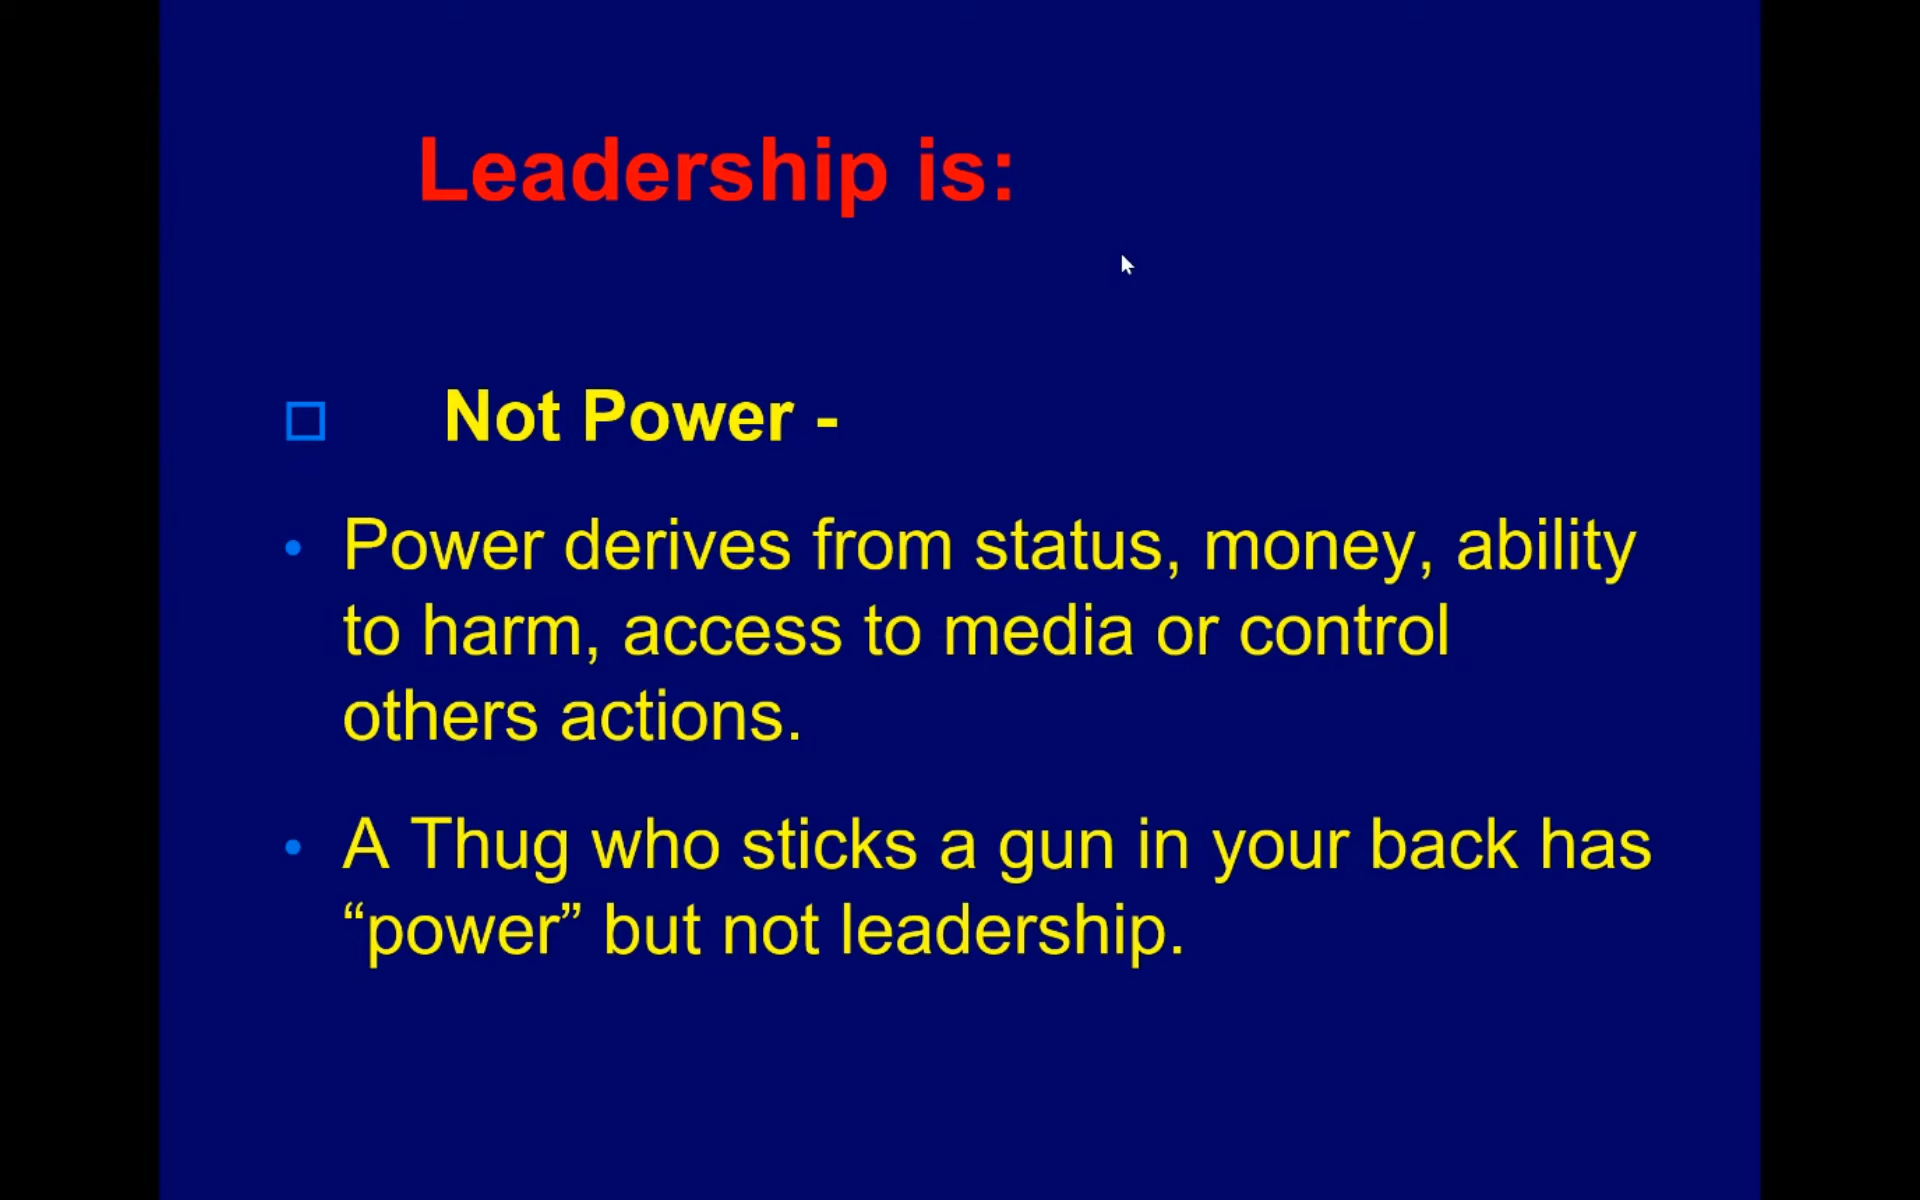 Leadership is:
Not Power -
Power derives from status, money, ability
to harm, access to media or control
others actions.
A Thug who sticks a gun in your back has
“power” but not leadership.